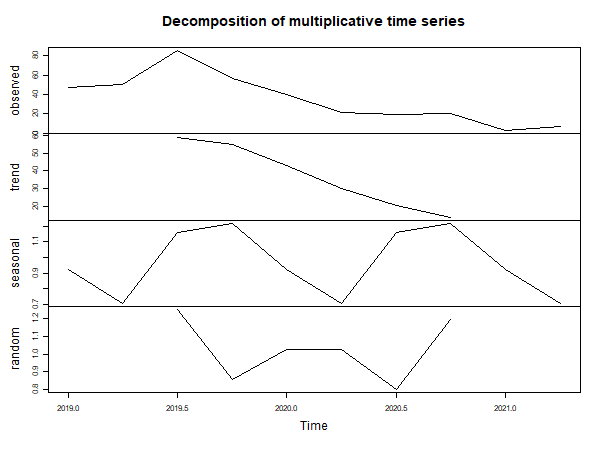 Decomposition of multiplicative time series
observed
20 40 60 80
trend
20 30 40 50 60
seasonal
0.7 0.9 1.1
random
0.8 0.9 1.0 1.1 1.2
2019.0 2019.5 2020.0 2020.5 2021.0
Time